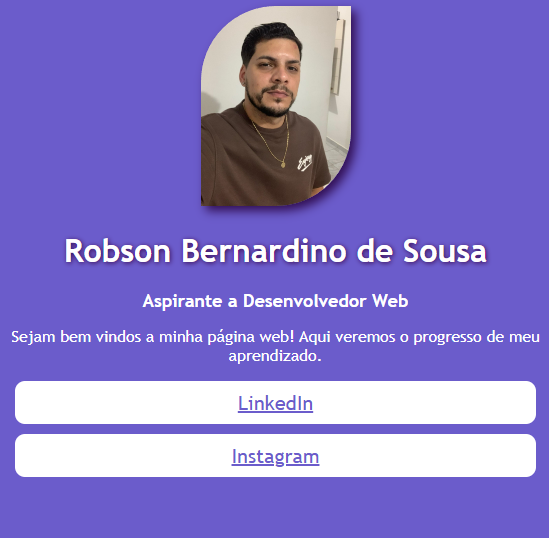 Robson Bernardino de Sousa
Aspirante a Desenvolvedor Web
Sejam bem vindos a minha página web! Aqui veremos o progresso de meu
aprendizado.
LinkedIn
Instagram